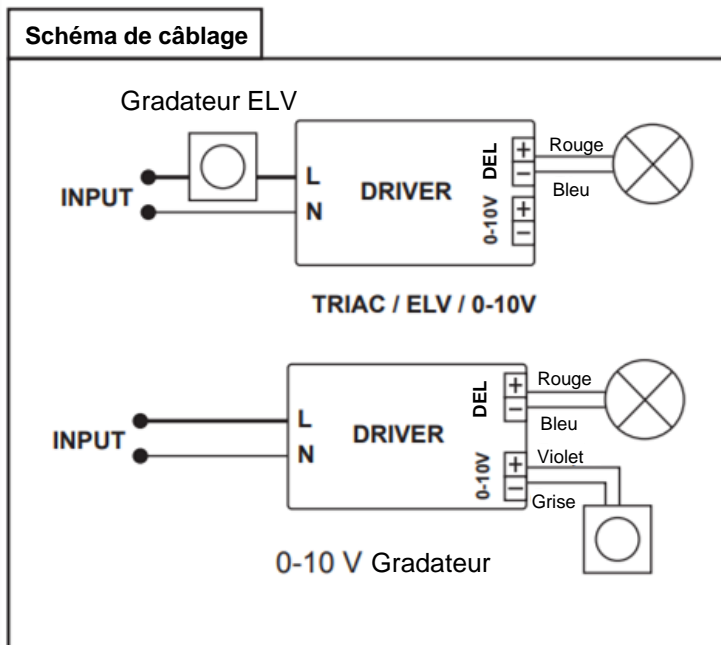 Schéma de câblage
Gradateur ELV
INPUT
L
N
DRIVER
DEL
+
−
0-10V
+
−
Rouge
Bleu
TRIAC / ELV / 0-10V
INPUT
L
N
DRIVER
DEL
+
−
0-10V
+
−
Rouge
Bleu
Violet
Grise
0-10 V Gradateur